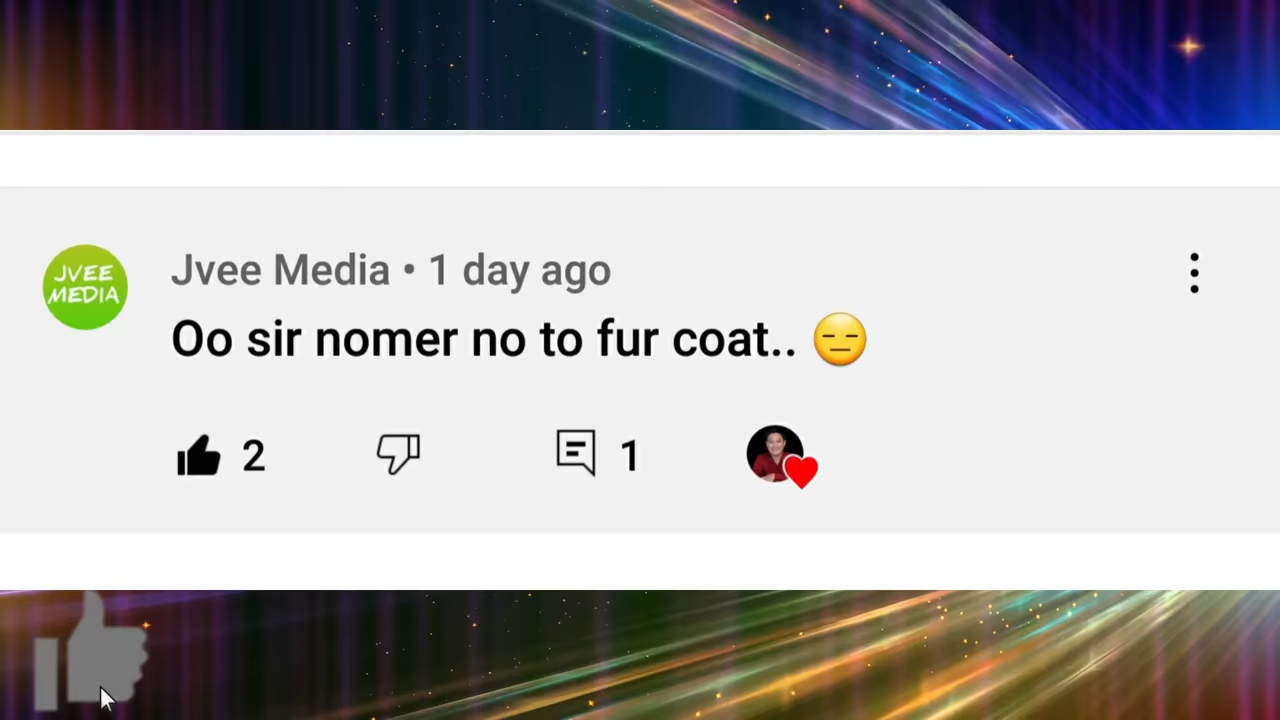 JVEE
MEDIA
Jvee Media • 1 day ago
Oo sir nomer no to fur coat.. 😑
2
1